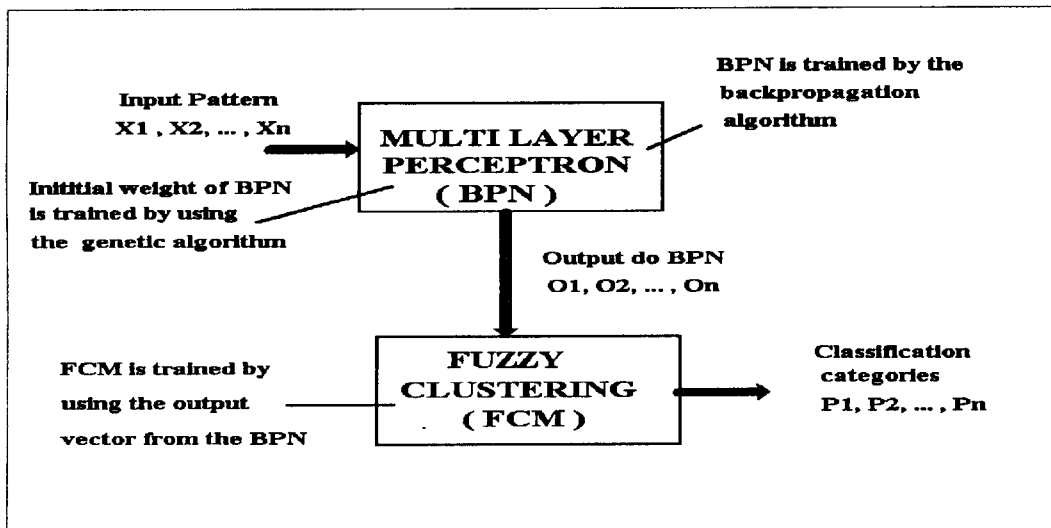 Input Pattern
X1 , X2, ... , Xn
MULTI LAYER
PERCEPTRON
( BPN )
BPN is trained by the
backpropagation
algorithm
Inititial weight of BPN
is trained by using
the genetic algorithm
Output do BPN
O1, O2, ... , On
FUZZY
CLUSTERING
( FCM )
FCM is trained by
using the output
vector from the BPN
Classification
categories
P1, P2, ... , Pn